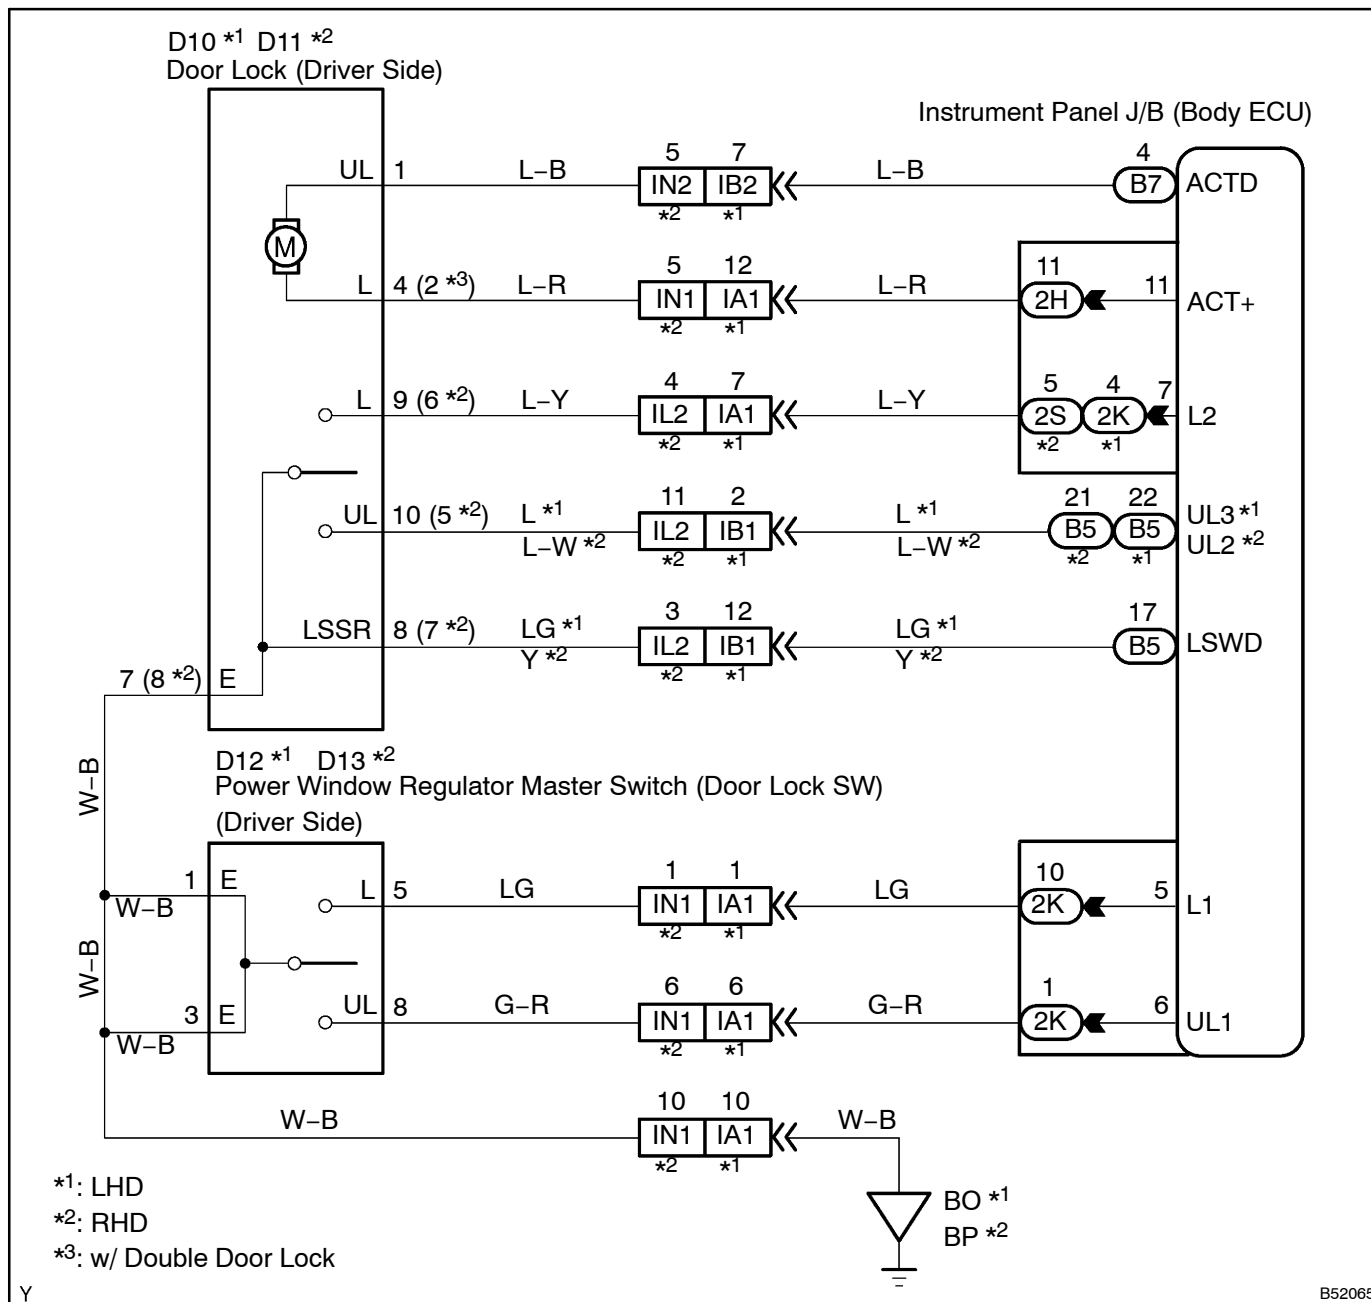 D10 *1 D11 *2
Door Lock (Driver Side)
Instrument Panel J/B (Body ECU)
5 7 4
UL 1 L–B IN2 IB2 L–B B7 ACTD
*2 *1
M
5 12 11
L 4 (2 *3) L–R IN1 IA1 L–R 2H 11 ACT+
*2 *1
4 7 5 4 7
L 9 (6 *2) L–Y IL2 IA1 L–Y 2S 2K L2
*2 *1 *2 *1
11 2 21 22
UL 10 (5 *2) L *1 IL2 IB1 L *1 B5 B5 UL3 *1
L–W *2 L–W *2 UL2 *2
*2 *1 *2 *1
3 12 17
LSSR 8 (7 *2) LG *1 IL2 IB1 LG *1 B5 LSWD
Y *2 Y *2
*2 *1
7 (8 *2) E
W–B
D12 *1 D13 *2
Power Window Regulator Master Switch (Door Lock SW)
(Driver Side)
1 1 10
1 E L 5 LG IN1 IA1 LG 2K 5 L1
W–B
*2 *1
W–B
6 6 1
3 E UL 8 G–R IN1 IA1 G–R 2K 6 UL1
W–B
*2 *1
10 10
W–B IN1 IA1 W–B
*2 *1
*1: LHD
*2: RHD
*3: w/ Double Door Lock
BO *1
BP *2
Y
B52065